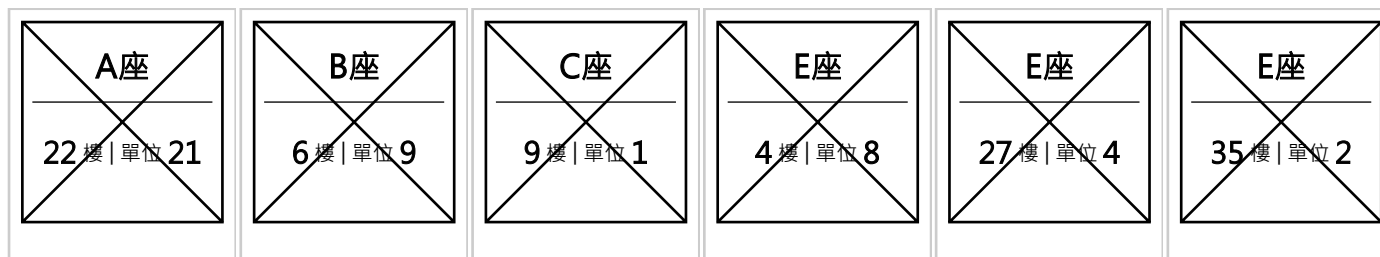 A座
22 樓 | 單位 21
B座
6 樓 | 單位 9
C座
9 樓 | 單位 1
E座
4 樓 | 單位 8
E座
27 樓 | 單位 4
E座
35 樓 | 單位 2